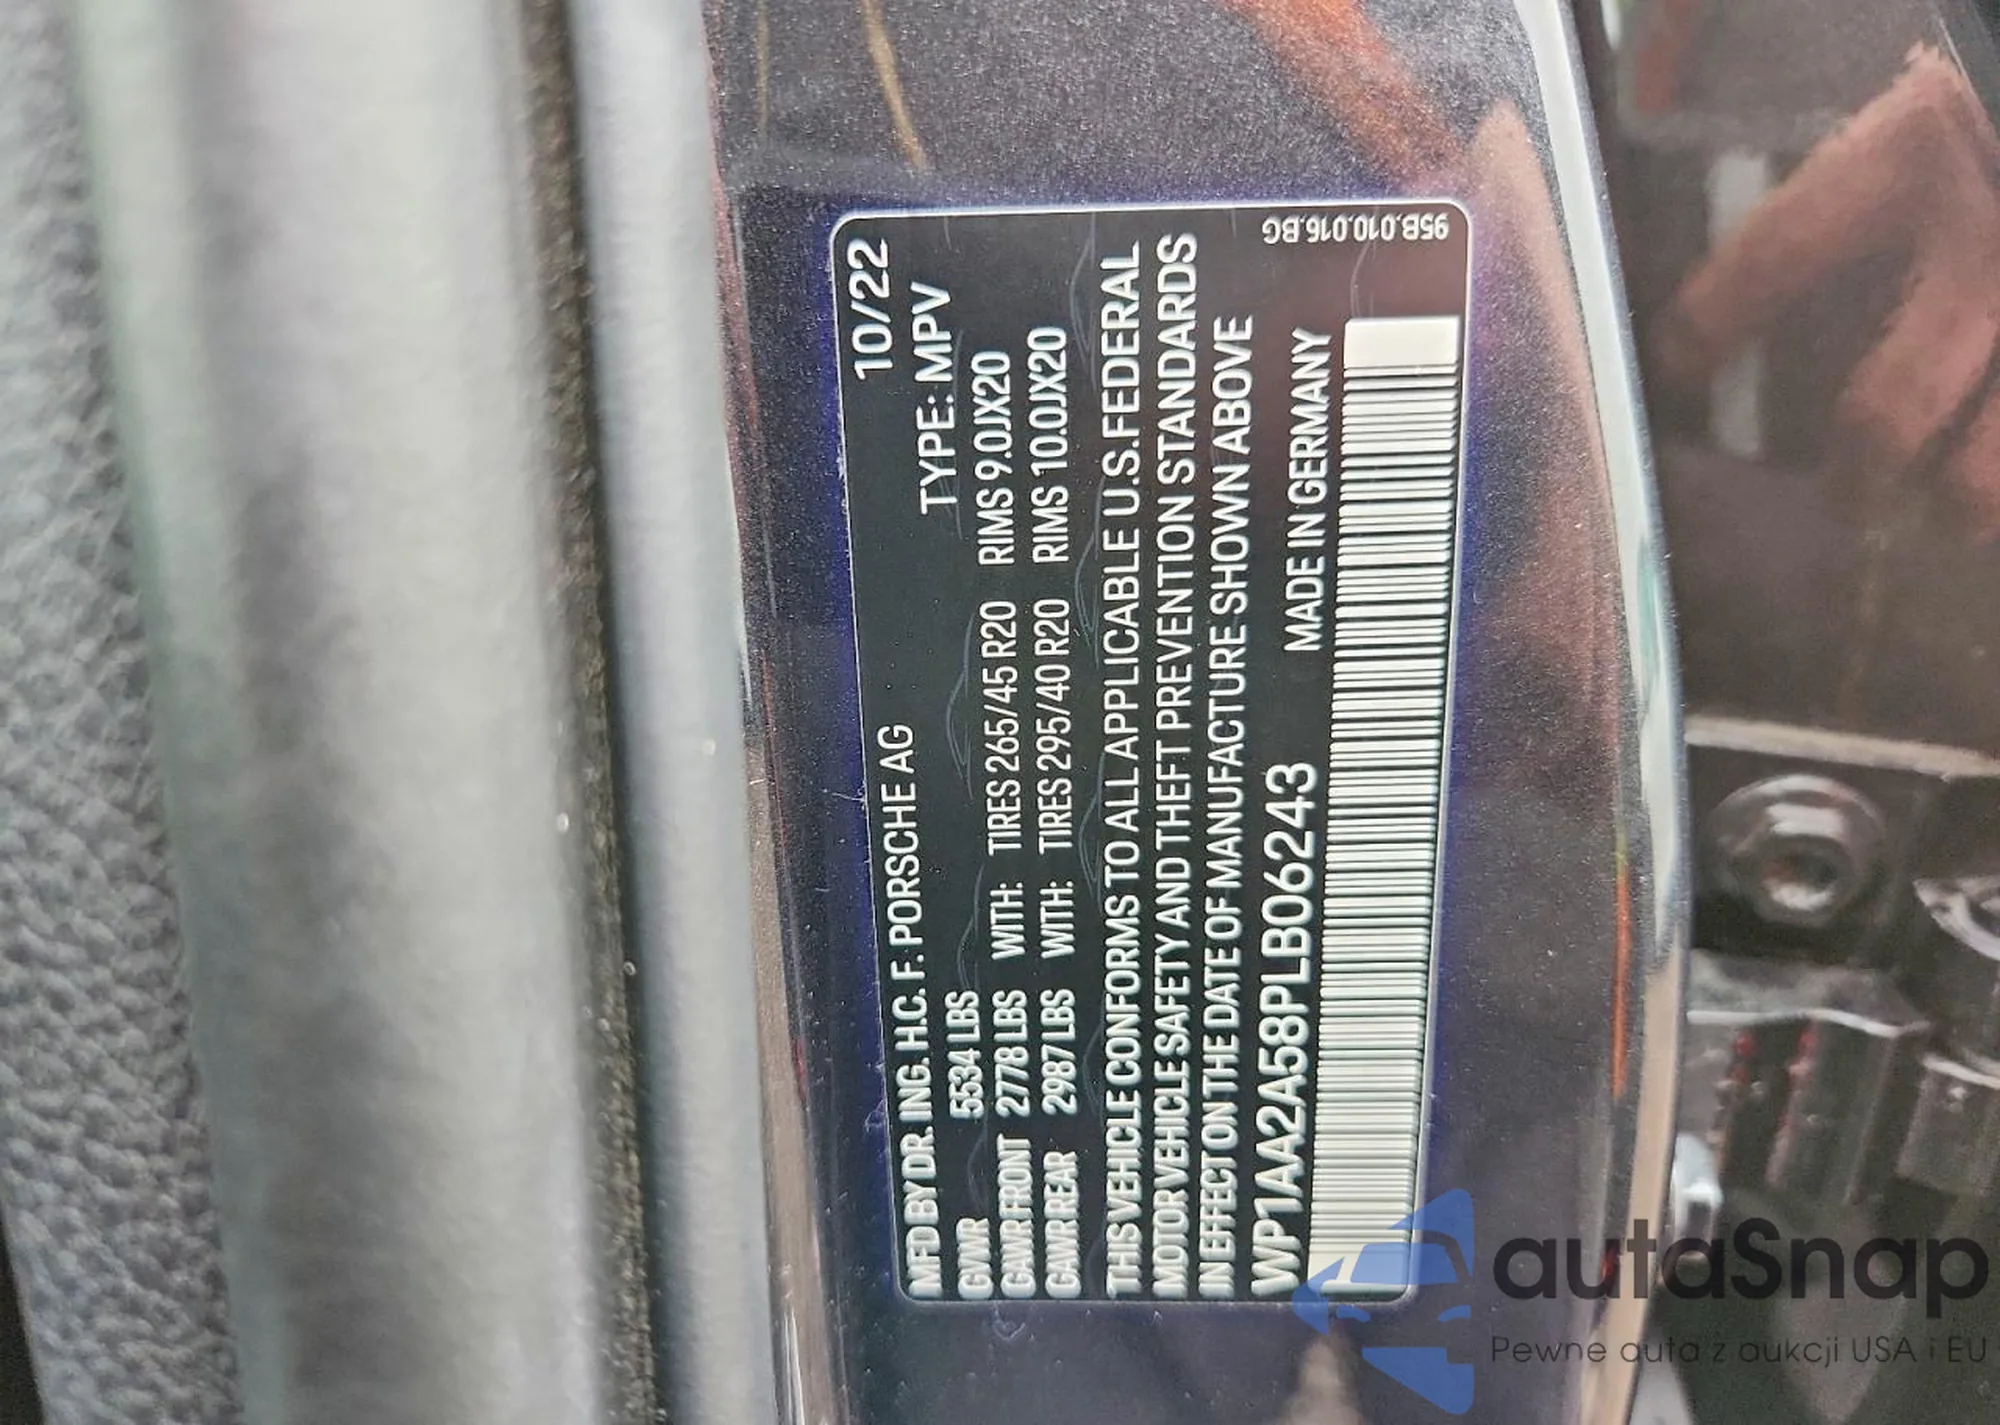 MFD BY DR. ING. H.C. F. PORSCHE AG 10/22
TYPE: MPV
GVWR 5534 LBS
GAWR FRONT 2778 LBS WITH: TIRES 265/45 R20 RIMS 9.0JX20
GAWR REAR 2987 LBS WITH: TIRES 295/40 R20 RIMS 10.0JX20
THIS VEHICLE CONFORMS TO ALL APPLICABLE U.S.FEDERAL
MOTOR VEHICLE SAFETY AND THEFT PREVENTION STANDARDS
IN EFFECT ON THE DATE OF MANUFACTURE SHOWN ABOVE
WP1AA2A58PLB06243 MADE IN GERMANY
95B.010.016.BG
autaSnap
Pewne auta z aukcji USA i EU